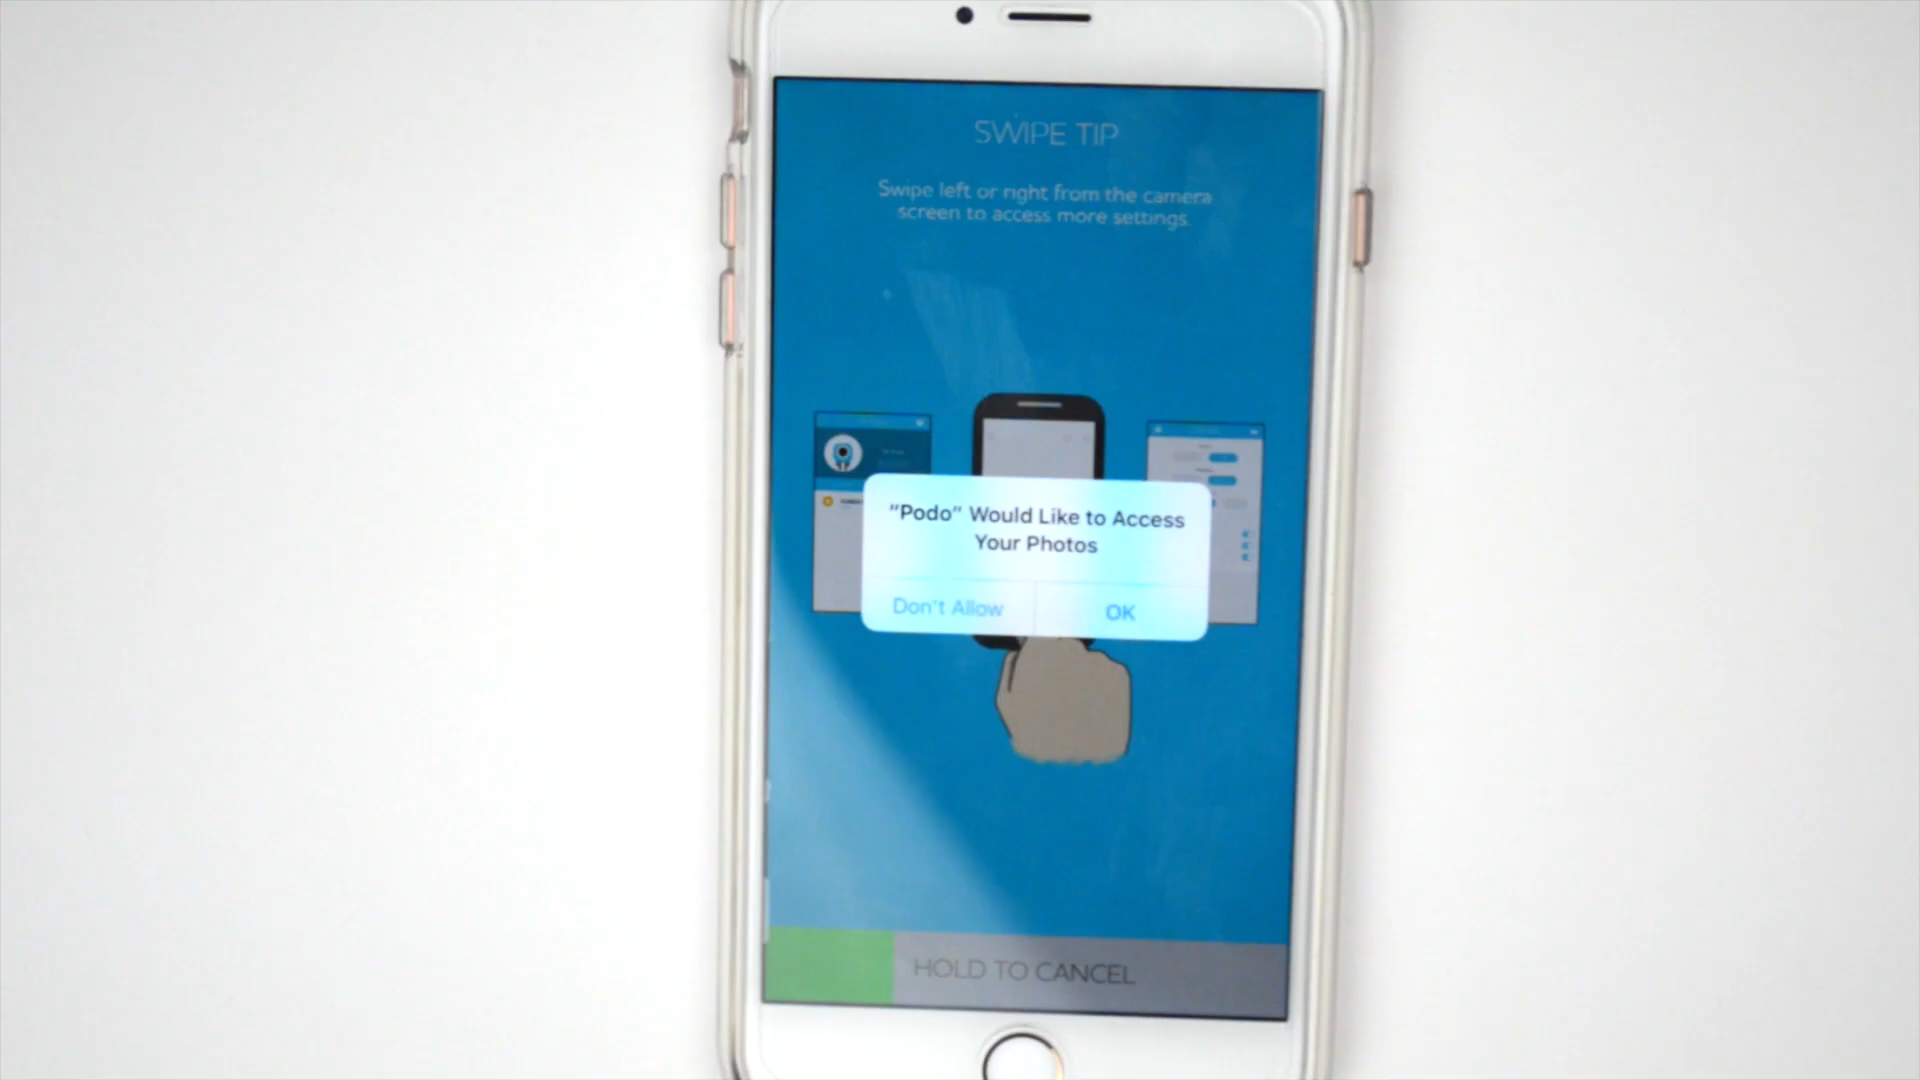 SWIPE TIP
Swipe left or right from the camera
screen to access more settings.
"Podo" Would Like to Access
Your Photos
Don't Allow
OK
HOLD TO CANCEL